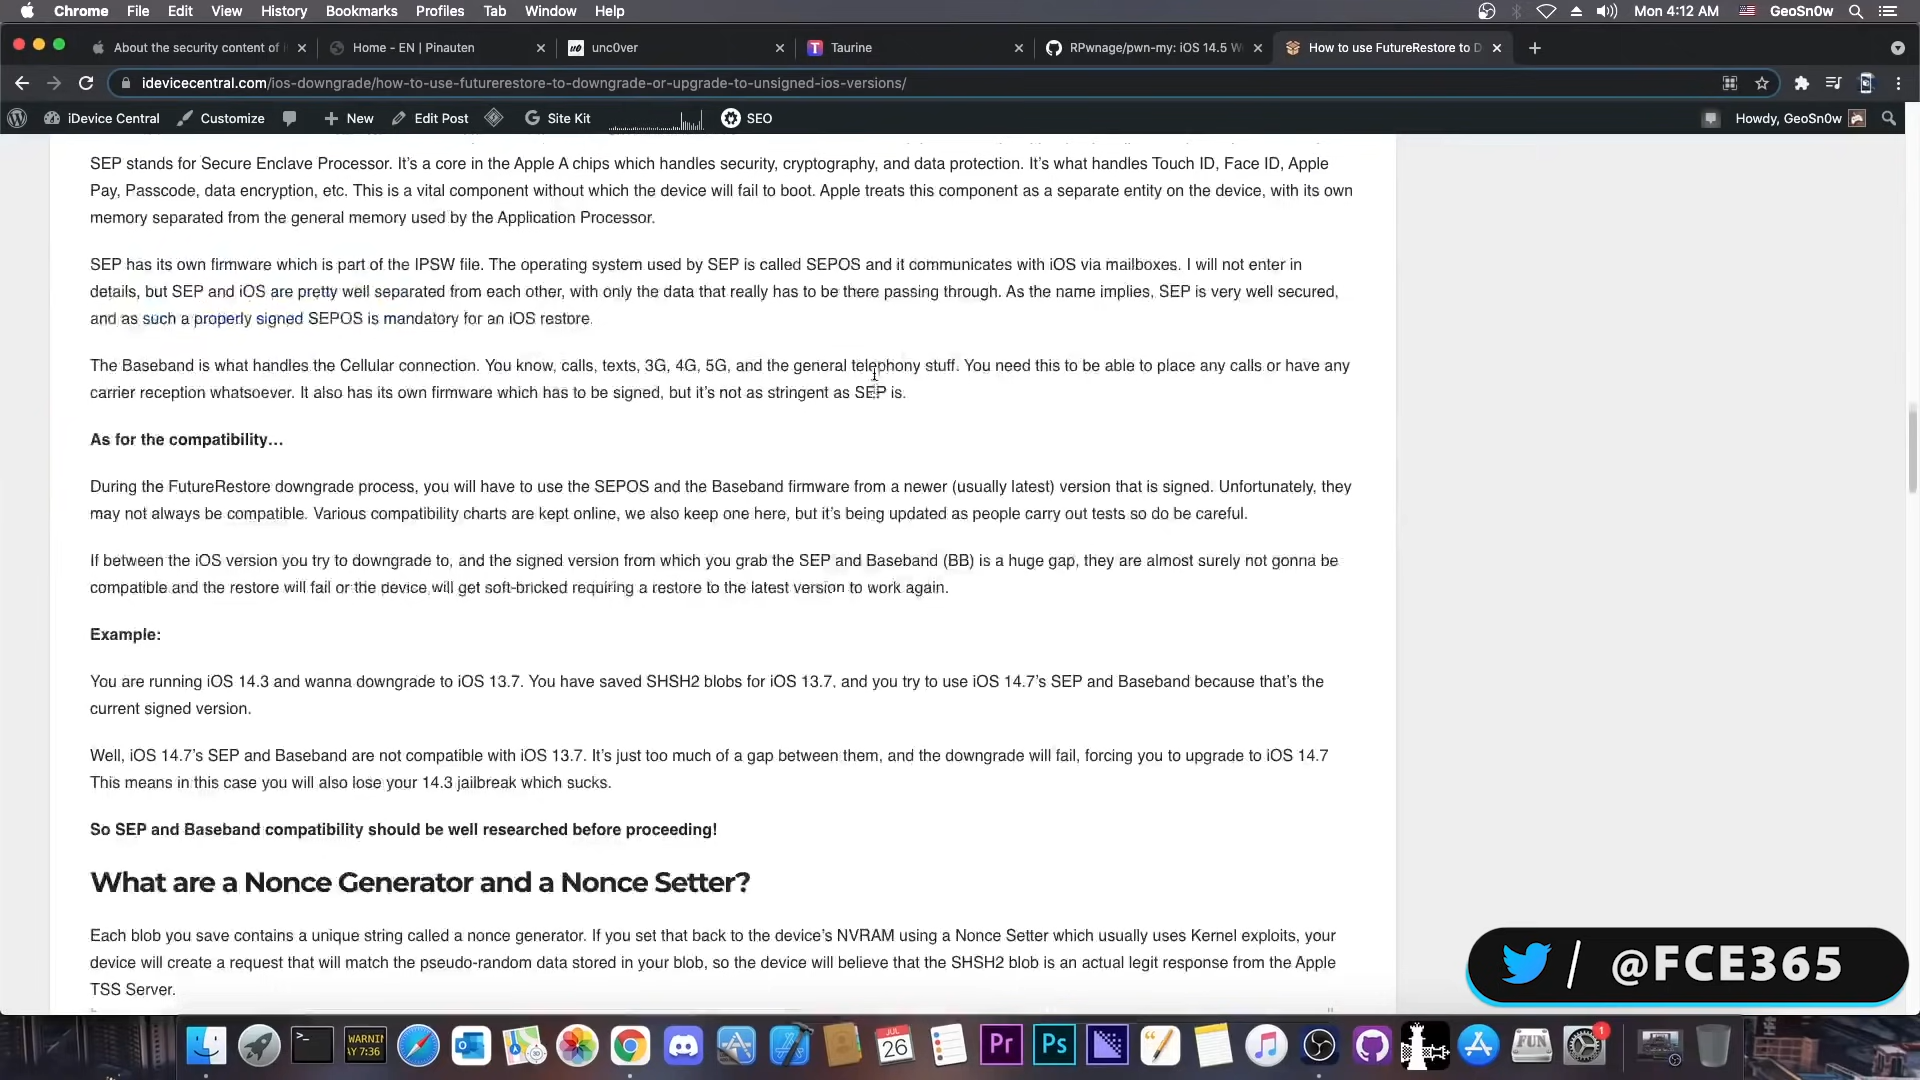 Chrome File Edit View History Bookmarks Profiles Tab Window Help Mon 4:12 AM GeoSn0w
About the security content of Home - EN | Pinauten unc0ver Taurine RPwnage/pwn-my: iOS 14.5 W How to use FutureRestore to D
idevicecentral.com/ios-downgrade/how-to-use-futurerestore-to-downgrade-or-upgrade-to-unsigned-ios-versions/
iDevice Central Customize New Edit Post Site Kit SEO Howdy, GeoSn0w
SEP stands for Secure Enclave Processor. It's a core in the Apple A chips which handles security, cryptography, and data protection. It's what handles Touch ID, Face ID, Apple
Pay, Passcode, data encryption, etc. This is a vital component without which the device will fail to boot. Apple treats this component as a separate entity on the device, with its own
memory separated from the general memory used by the Application Processor.
SEP has its own firmware which is part of the IPSW file. The operating system used by SEP is called SEPOS and it communicates with iOS via mailboxes. I will not enter in
details, but SEP and iOS are pretty well separated from each other, with only the data that really has to be there passing through. As the name implies, SEP is very well secured,
and as such a properly signed SEPOS is mandatory for an iOS restore.
The Baseband is what handles the Cellular connection. You know, calls, texts, 3G, 4G, 5G, and the general telephony stuff. You need this to be able to place any calls or have any
carrier reception whatsoever. It also has its own firmware which has to be signed, but it's not as stringent as SEP is.
As for the compatibility…
During the FutureRestore downgrade process, you will have to use the SEPOS and the Baseband firmware from a newer (usually latest) version that is signed. Unfortunately, they
may not always be compatible. Various compatibility charts are kept online, we also keep one here, but it's being updated as people carry out tests so do be careful.
If between the iOS version you try to downgrade to, and the signed version from which you grab the SEP and Baseband (BB) is a huge gap, they are almost surely not gonna be
compatible and the restore will fail or the device will get soft-bricked requiring a restore to the latest version to work again.
Example:
You are running iOS 14.3 and wanna downgrade to iOS 13.7. You have saved SHSH2 blobs for iOS 13.7, and you try to use iOS 14.7's SEP and Baseband because that's the
current signed version.
Well, iOS 14.7's SEP and Baseband are not compatible with iOS 13.7. It's just too much of a gap between them, and the downgrade will fail, forcing you to upgrade to iOS 14.7
This means in this case you will also lose your 14.3 jailbreak which sucks.
So SEP and Baseband compatibility should be well researched before proceeding!
What are a Nonce Generator and a Nonce Setter?
Each blob you save contains a unique string called a nonce generator. If you set that back to the device's NVRAM using a Nonce Setter which usually uses Kernel exploits, your
device will create a request that will match the pseudo-random data stored in your blob, so the device will believe that the SHSH2 blob is an actual legit response from the Apple
TSS Server.
/ @FCE365
WARNIN
AY 7:36
JUL
26
Pr Ps
FUN
1